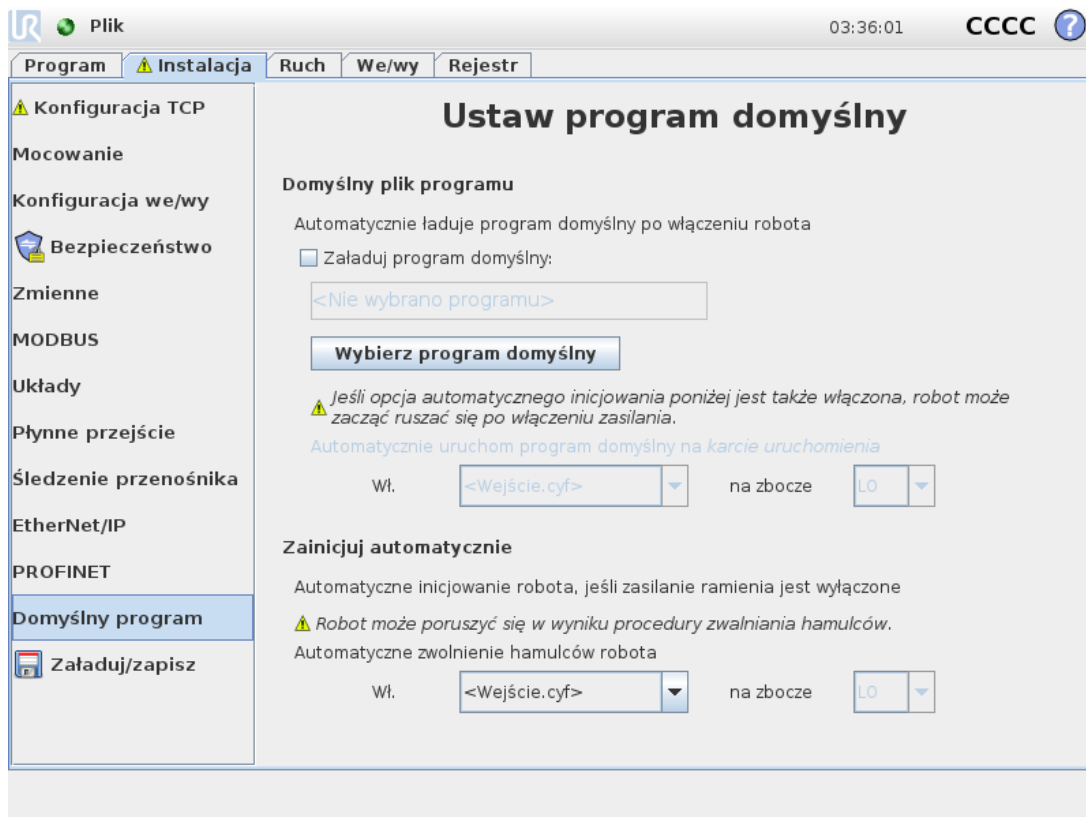 Plik
03:36:01
CCCC
?
Program
Instalacja
Ruch
We/wy
Rejestr
Konfiguracja TCP
Mocowanie
Konfiguracja we/wy
Bezpieczeństwo
Zmienne
MODBUS
Układy
Płynne przejście
Śledzenie przenośnika
EtherNet/IP
PROFINET
Domyślny program
Załaduj/zapisz
Ustaw program domyślny
Domyślny plik programu
Automatycznie ładuje program domyślny po włączeniu robota
Załaduj program domyślny:
<Nie wybrano programu>
Wybierz program domyślny
Jeśli opcja automatycznego inicjowania poniżej jest także włączona, robot może
zacząć ruszać się po włączeniu zasilania.
Automatycznie uruchom program domyślny na karcie uruchomienia
Wł. <Wejście.cyf> na zbocze LO
Zainicjuj automatycznie
Automatyczne inicjowanie robota, jeśli zasilanie ramienia jest wyłączone
Robot może poruszyć się w wyniku procedury zwalniania hamulców.
Automatyczne zwolnienie hamulców robota
Wł. <Wejście.cyf> na zbocze LO